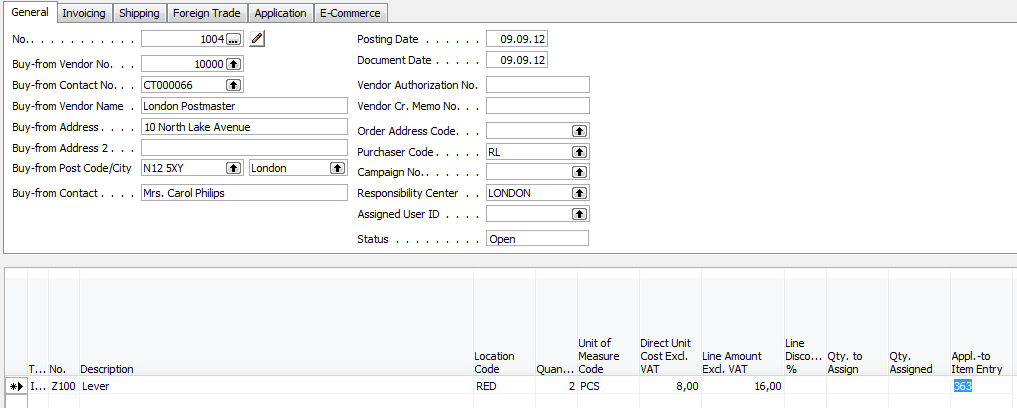 General Invoicing Shipping Foreign Trade Application E-Commerce
No. . . . . . . . . . . . 1004 ... Posting Date . . . . . . 09.09.12
Document Date . . . . . 09.09.12
Buy-from Vendor No. . . . 10000
Buy-from Contact No. . . CT000066 Vendor Authorization No.
Buy-from Vendor Name . London Postmaster Vendor Cr. Memo No. . .
Buy-from Address . . . . 10 North Lake Avenue Order Address Code. . .
Buy-from Address 2 . . . Purchaser Code . . . . . RL
Buy-from Post Code/City N12 5XY London Campaign No. . . . . . .
Buy-from Contact . . . . Mrs. Carol Philips Responsibility Center . . LONDON
Assigned User ID . . . .
Status . . . . . . . . . Open
T... No. Description Location Code Quan... Unit of Measure Code Direct Unit Cost Excl. VAT Line Amount Excl. VAT Line Disco... % Qty. to Assign Qty. Assigned Appl.-to Item Entry
I... Z100 Lever RED 2 PCS 8,00 16,00 363